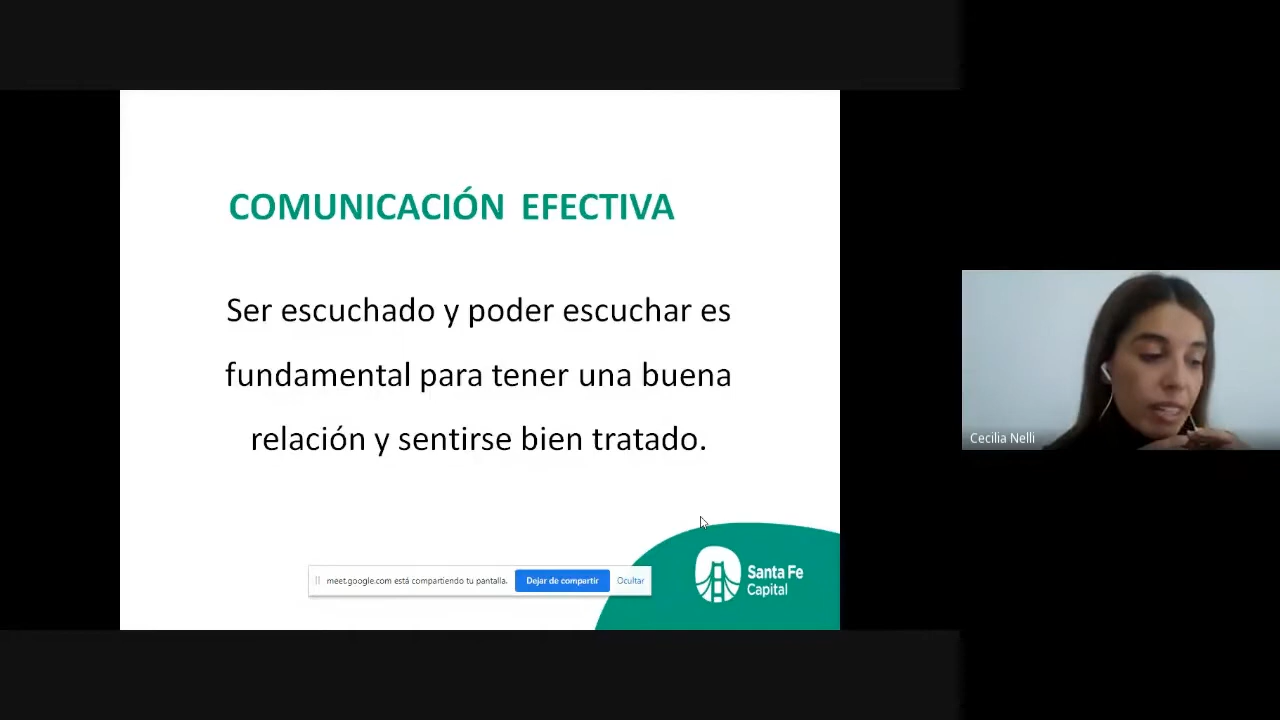 COMUNICACIÓN EFECTIVA
Ser escuchado y poder escuchar es
fundamental para tener una buena
relación y sentirse bien tratado.
Cecilia Nelli
meet.google.com está compartiendo tu pantalla.
Dejar de compartir
Ocultar
Santa Fe
Capital